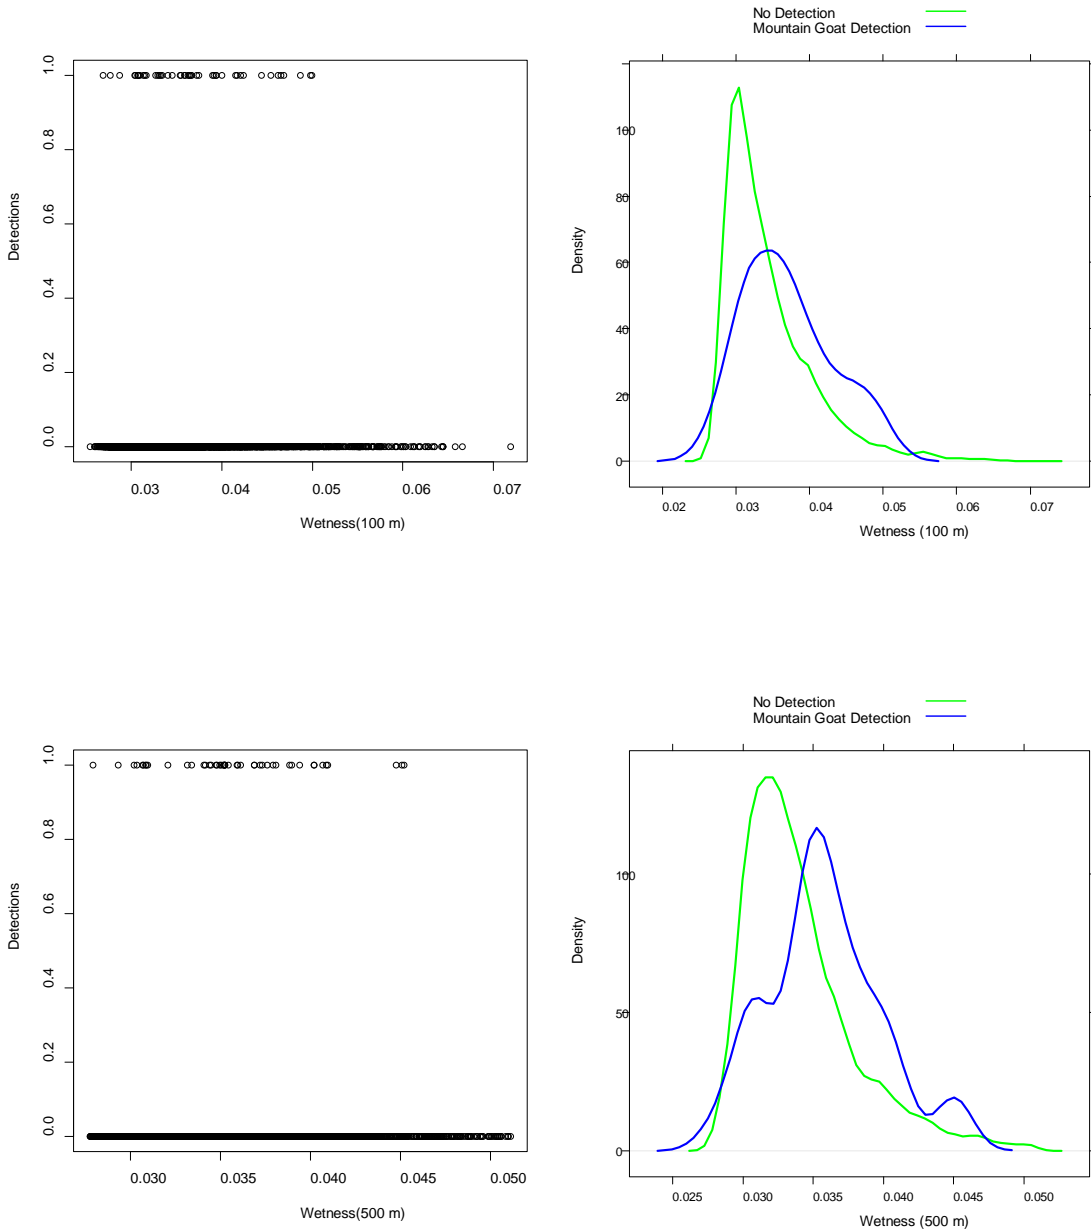 No Detection
Mountain Goat Detection
1.0
0.8
0.6
0.4
0.2
0.0
Detections
0.03 0.04 0.05 0.06 0.07
Wetness(100 m)
100
80
60
40
20
0
Density
0.02 0.03 0.04 0.05 0.06 0.07
Wetness (100 m)
No Detection
Mountain Goat Detection
1.0
0.8
0.6
0.4
0.2
0.0
Detections
0.030 0.035 0.040 0.045 0.050
Wetness(500 m)
100
50
0
Density
0.025 0.030 0.035 0.040 0.045 0.050
Wetness (500 m)